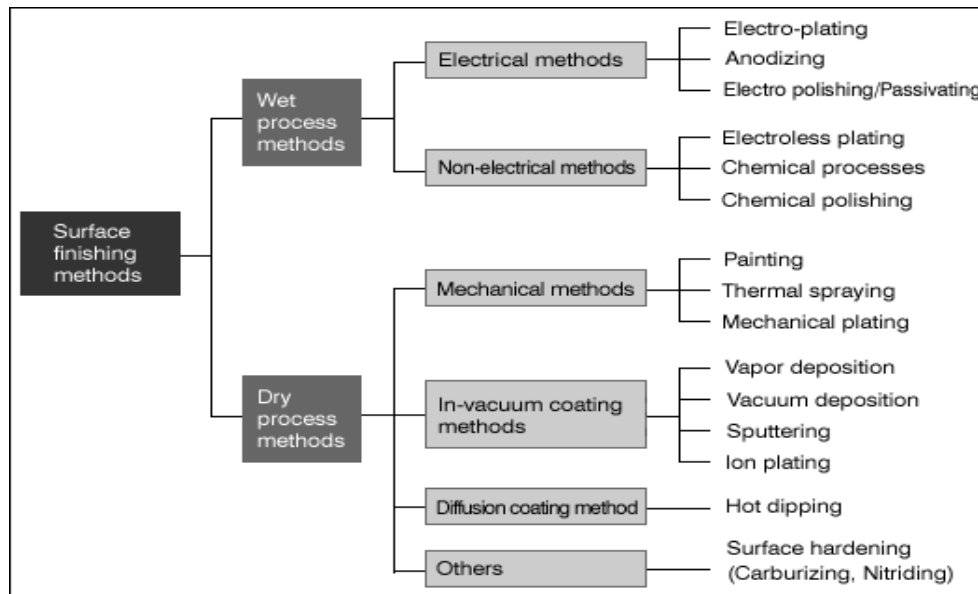 Surface
finishing
methods
Wet
process
methods
Electrical methods
Electro-plating
Anodizing
Electro polishing/Passivating
Non-electrical methods
Electroless plating
Chemical processes
Chemical polishing
Dry
process
methods
Mechanical methods
Painting
Thermal spraying
Mechanical plating
In-vacuum coating
methods
Vapor deposition
Vacuum deposition
Sputtering
Ion plating
Diffusion coating method
Hot dipping
Others
Surface hardening
(Carburizing, Nitriding)